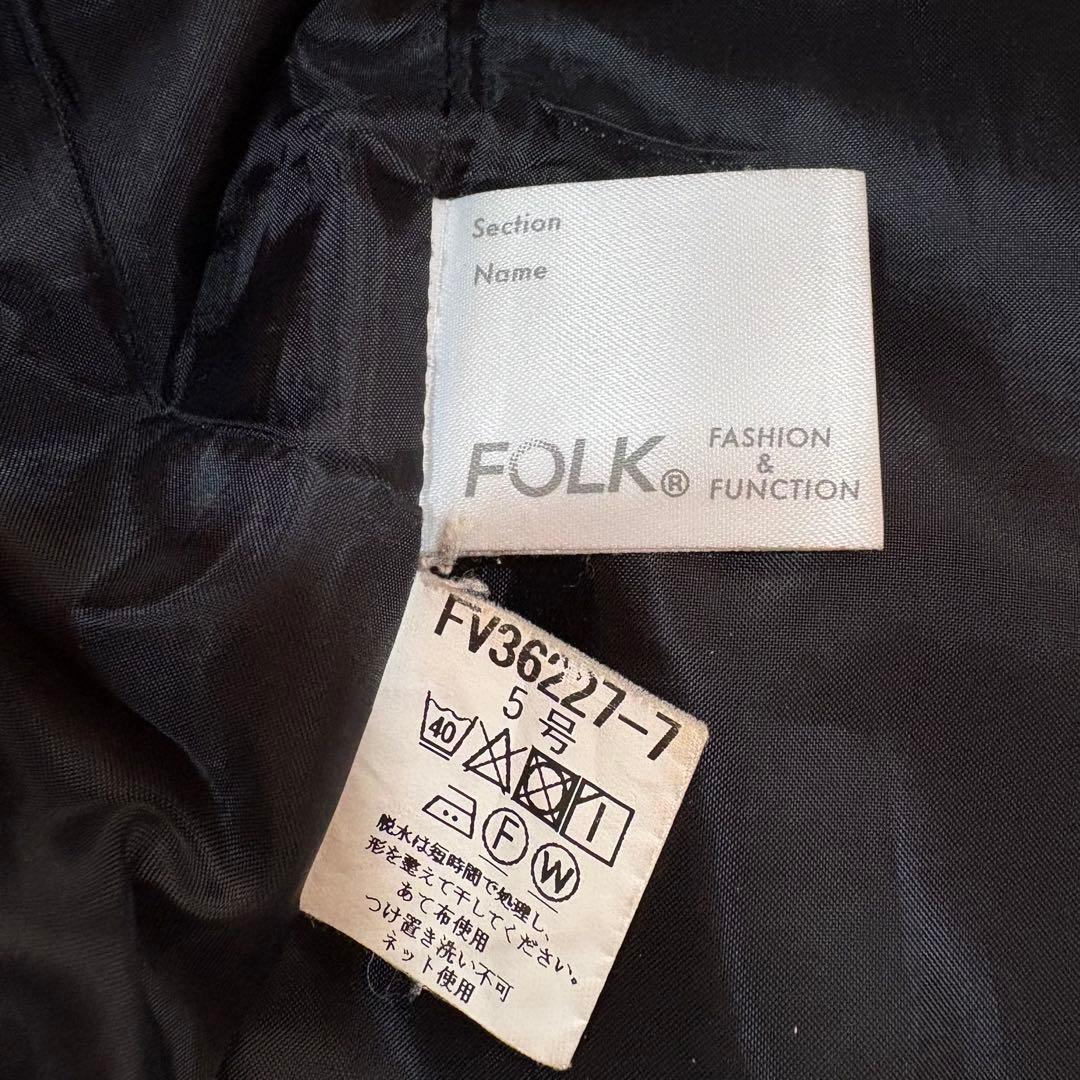 Section
Name
FOLK® FASHION
&
FUNCTION
FV36227-7
5号
40
F W
脱水は短時間で処理し、
形を整えて干してください。
あて布使用
つけ置き洗い不可
ネット使用